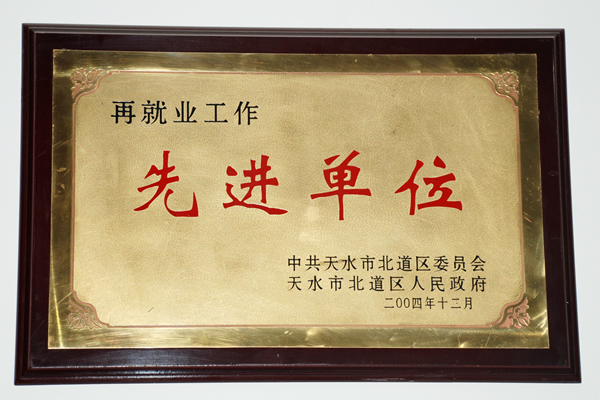 再就业工作
先进单位
中共天水市北道区委员会
天水市北道区人民政府
二00四年十二月